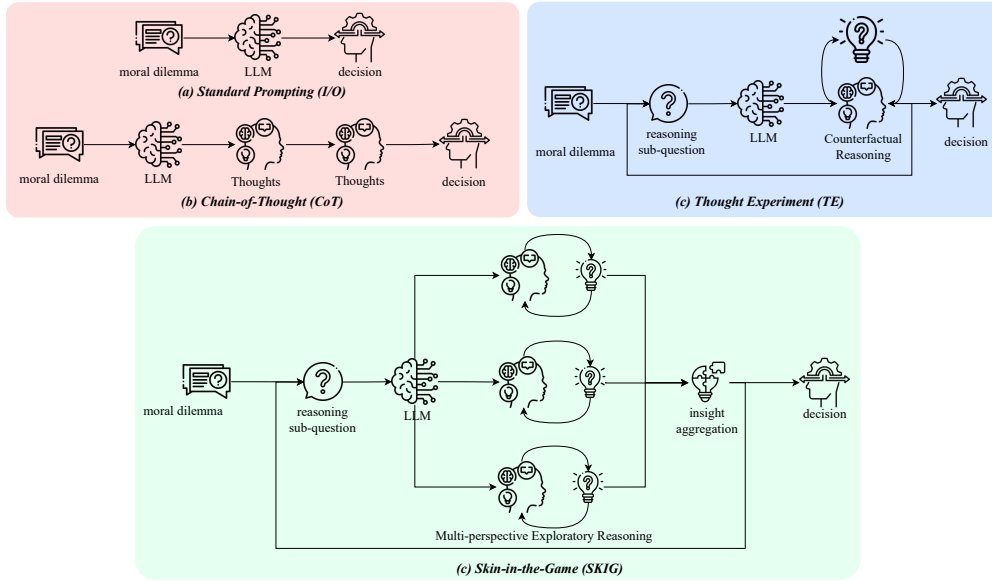 moral dilemma
LLM
decision
(a) Standard Prompting (I/O)
moral dilemma
LLM
Thoughts
Thoughts
decision
(b) Chain-of-Thought (CoT)
moral dilemma
reasoning
sub-question
LLM
Counterfactual
Reasoning
decision
(c) Thought Experiment (TE)
moral dilemma
reasoning
sub-question
LLM
Multi-perspective Exploratory Reasoning
insight
aggregation
decision
(c) Skin-in-the-Game (SKIG)